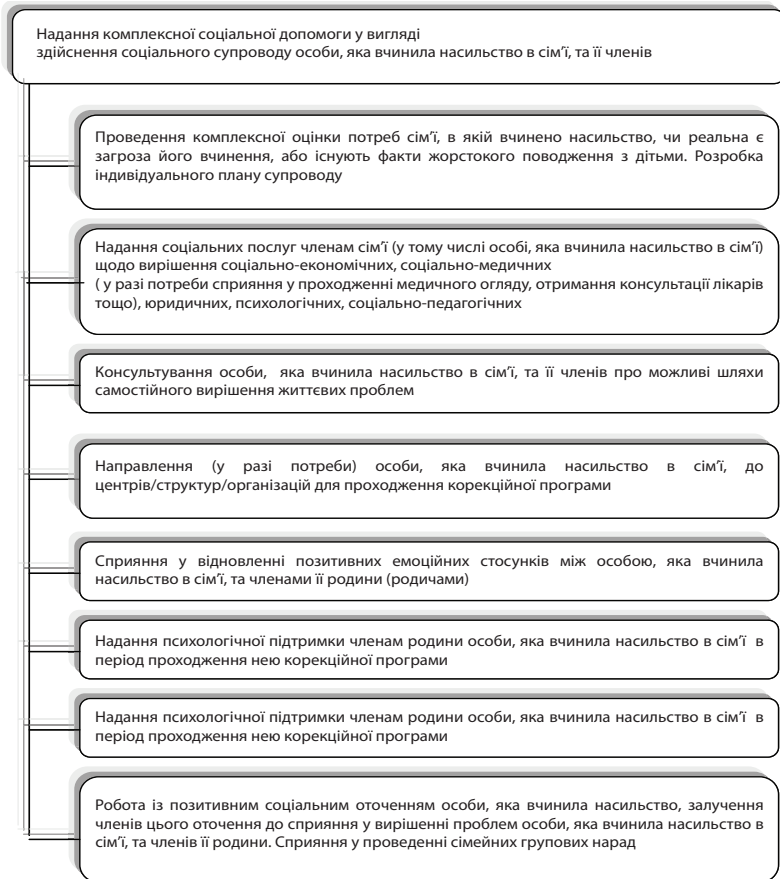 Надання комплексної соціальної допомоги у вигляді
здійснення соціального супроводу особи, яка вчинила насильство в сім'ї, та її членів
Проведення комплексної оцінки потреб сім'ї, в якій вчинено насильство, чи реальна є
загроза його вчинення, або існують факти жорстокого поводження з дітьми. Розробка
індивідуального плану супроводу
Надання соціальних послуг членам сім'ї (у тому числі особі, яка вчинила насильство в сім'ї)
щодо вирішення соціально-економічних, соціально-медичних
( у разі потреби сприяння у проходженні медичного огляду, отримання консультації лікарів
тощо), юридичних, психологічних, соціально-педагогічних
Консультування особи, яка вчинила насильство в сім'ї, та її членів про можливі шляхи
самостійного вирішення життєвих проблем
Направлення (у разі потреби) особи, яка вчинила насильство в сім'ї, до
центрів/структур/організацій для проходження корекційної програми
Сприяння у відновленні позитивних емоційних стосунків між особою, яка вчинила
насильство в сім'ї, та членами її родини (родичами)
Надання психологічної підтримки членам родини особи, яка вчинила насильство в сім'ї в
період проходження нею корекційної програми
Надання психологічної підтримки членам родини особи, яка вчинила насильство в сім'ї в
період проходження нею корекційної програми
Робота із позитивним соціальним оточенням особи, яка вчинила насильство, залучення
членів цього оточення до сприяння у вирішенні проблем особи, яка вчинила насильство в
сім'ї, та членів її родини. Сприяння у проведенні сімейних групових нарад